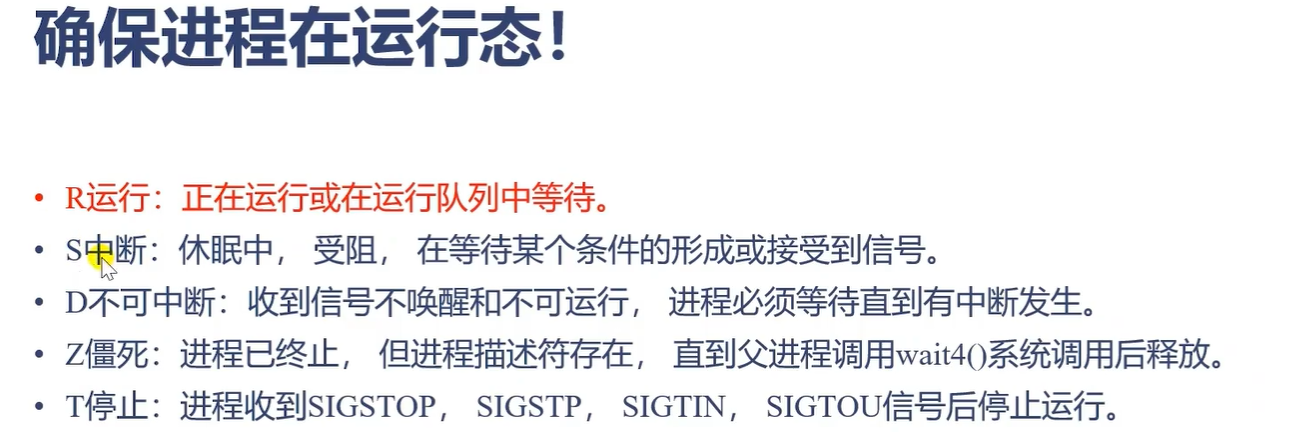 确保进程在运行态！
• R运行：正在运行或在运行队列中等待。
• S中断：休眠中， 受阻， 在等待某个条件的形成或接受到信号。
• D不可中断：收到信号不唤醒和不可运行， 进程必须等待直到有中断发生。
• Z僵死：进程已终止， 但进程描述符存在， 直到父进程调用wait4()系统调用后释放。
• T停止：进程收到SIGSTOP， SIGSTP， SIGTIN， SIGTOU信号后停止运行。